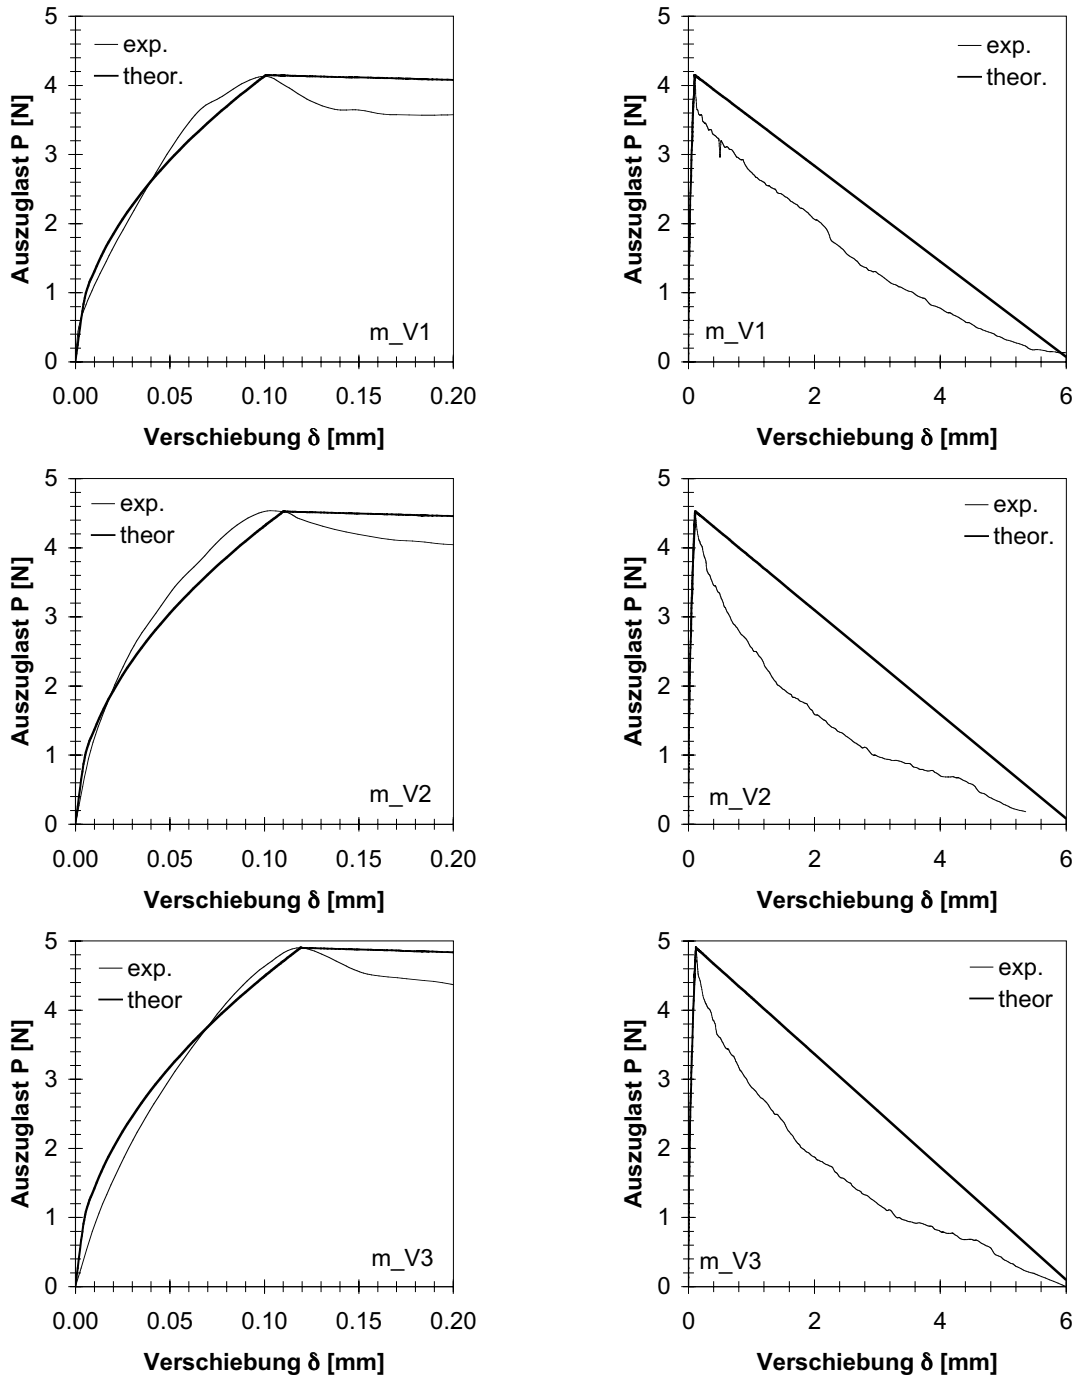 5
4
3
2
1
0
Auszuglast P [N]
exp.
theor.
m_V1
0.00 0.05 0.10 0.15 0.20
Verschiebung δ [mm]
5
4
3
2
1
0
Auszuglast P [N]
exp.
theor.
m_V1
0 2 4 6
Verschiebung δ [mm]
5
4
3
2
1
0
Auszuglast P [N]
exp.
theor
m_V2
0.00 0.05 0.10 0.15 0.20
Verschiebung δ [mm]
5
4
3
2
1
0
Auszuglast P [N]
exp.
theor.
m_V2
0 2 4 6
Verschiebung δ [mm]
5
4
3
2
1
0
Auszuglast P [N]
exp.
theor
m_V3
0.00 0.05 0.10 0.15 0.20
Verschiebung δ [mm]
5
4
3
2
1
0
Auszuglast P [N]
exp.
theor
m_V3
0 2 4 6
Verschiebung δ [mm]